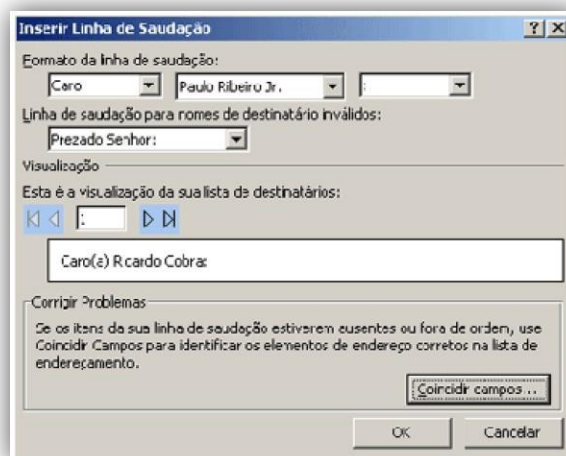 Inserir Linha de Saudação
Formato da linha de saudação:
Caro Paulo Ribeiro Jr. :
Linha de saudação para nomes de destinatário inválidos:
Prezado Senhor:
Visualização
Esta é a visualização da sua lista de destinatários:
Caro(a) Ricardo Cobra:
Corrigir Problemas
Se os itens da sua linha de saudação estiverem ausentes ou fora de ordem, use
Coincidir Campos para identificar os elementos de endereço corretos na lista de
endereçamento.
Coincidir campos...
OK Cancelar